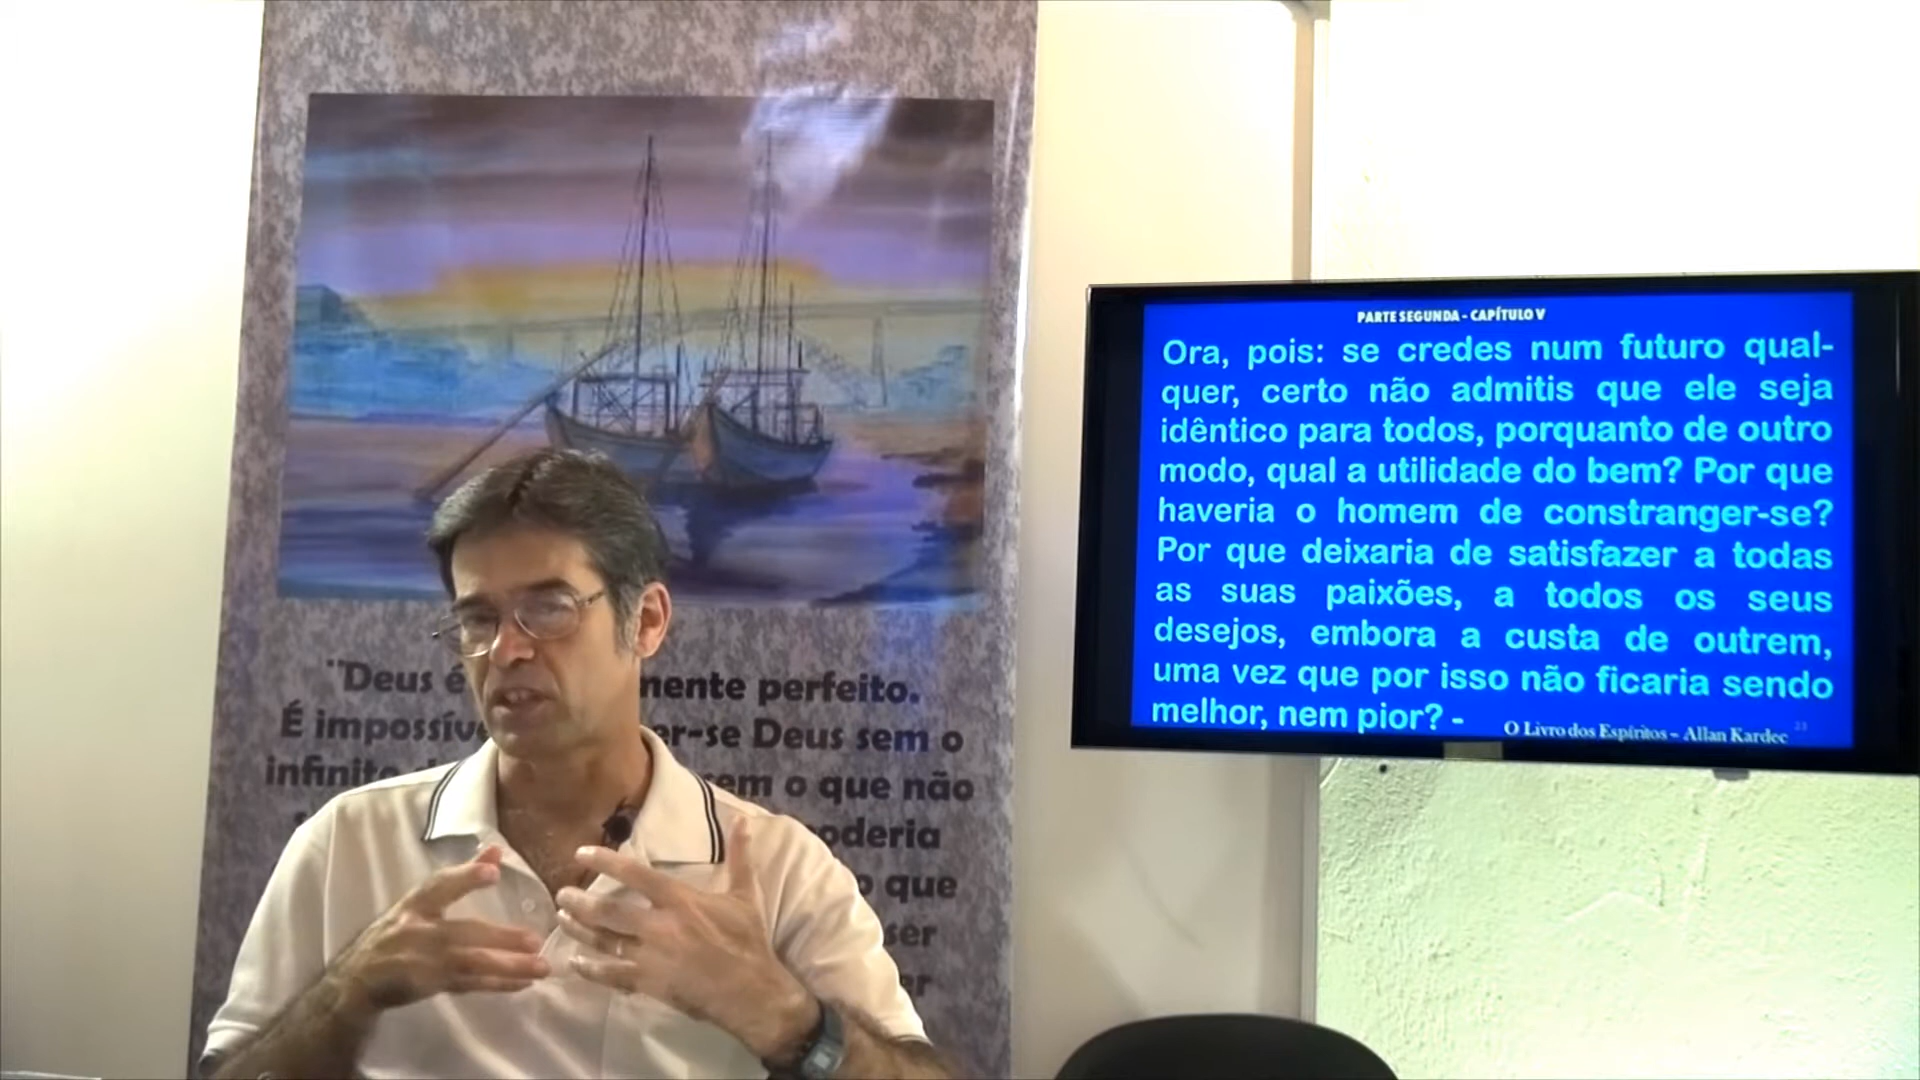 "Deus é mente perfeito.
É impossíve er-se Deus sem o
infinito em o que não
oderia
o que
ser
er
PARTE SEGUNDA - CAPÍTULO V
Ora, pois: se credes num futuro qual-
quer, certo não admitis que ele seja
idêntico para todos, porquanto de outro
modo, qual a utilidade do bem? Por que
haveria o homem de constranger-se?
Por que deixaria de satisfazer a todas
as suas paixões, a todos os seus
desejos, embora a custa de outrem,
uma vez que por isso não ficaria sendo
melhor, nem pior? -
O Livro dos Espíritos – Allan Kardec